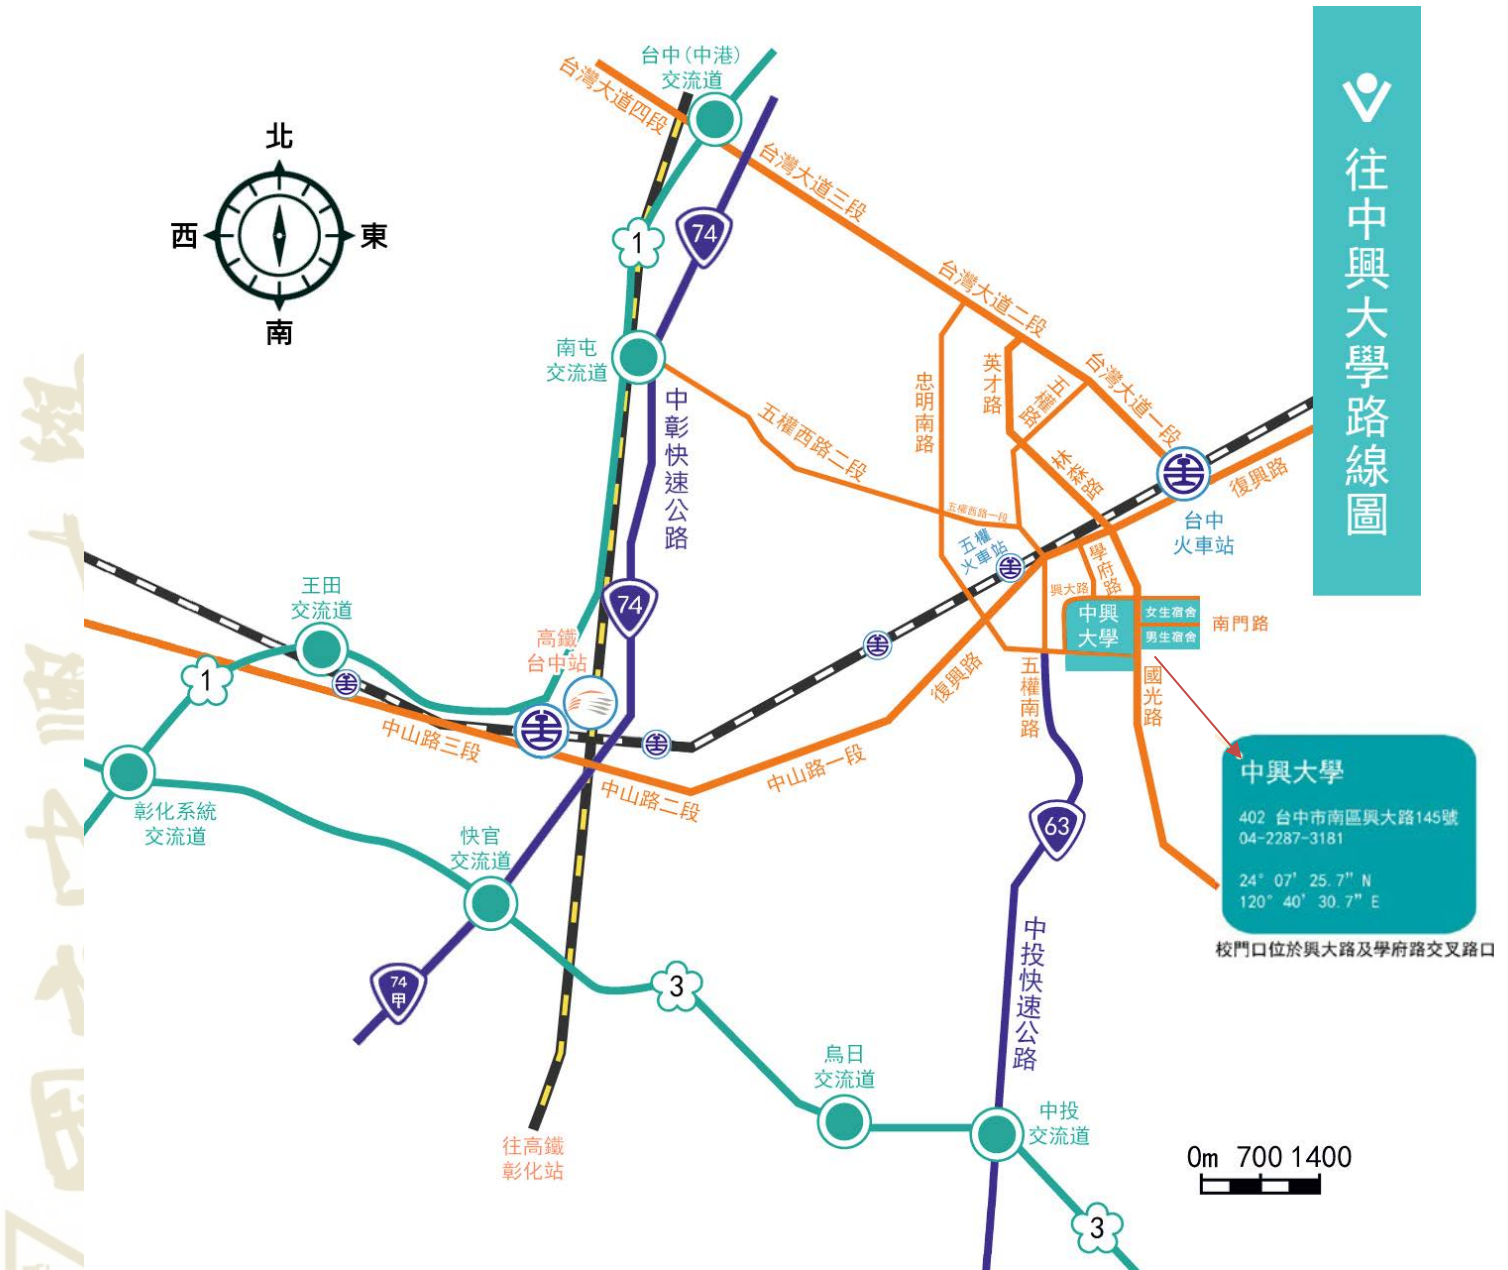 往中興大學路線圖
北
西
東
南
台中(中港)
交流道
台灣大道四段
台灣大道三段
台灣大道二段
台灣大道一段
1
74
南屯
交流道
中彰快速公路
五權西路二段
五權西路一段
忠明南路
英才路
五權路
林森路
復興路
台中
火車站
五權
火車站
學府路
興大路
中興
大學
女生宿舍
男生宿舍
南門路
國光路
五權南路
復興路
王田
交流道
1
74
高鐵
台中站
中山路三段
中山路二段
中山路一段
彰化系統
交流道
快官
交流道
74
甲
3
63
中投快速公路
烏日
交流道
中投
交流道
3
往高鐵
彰化站
中興大學
402 台中市南區興大路145號
04-2287-3181
24° 07' 25.7" N
120° 40' 30.7" E
校門口位於興大路及學府路交叉路口
0m 700 1400